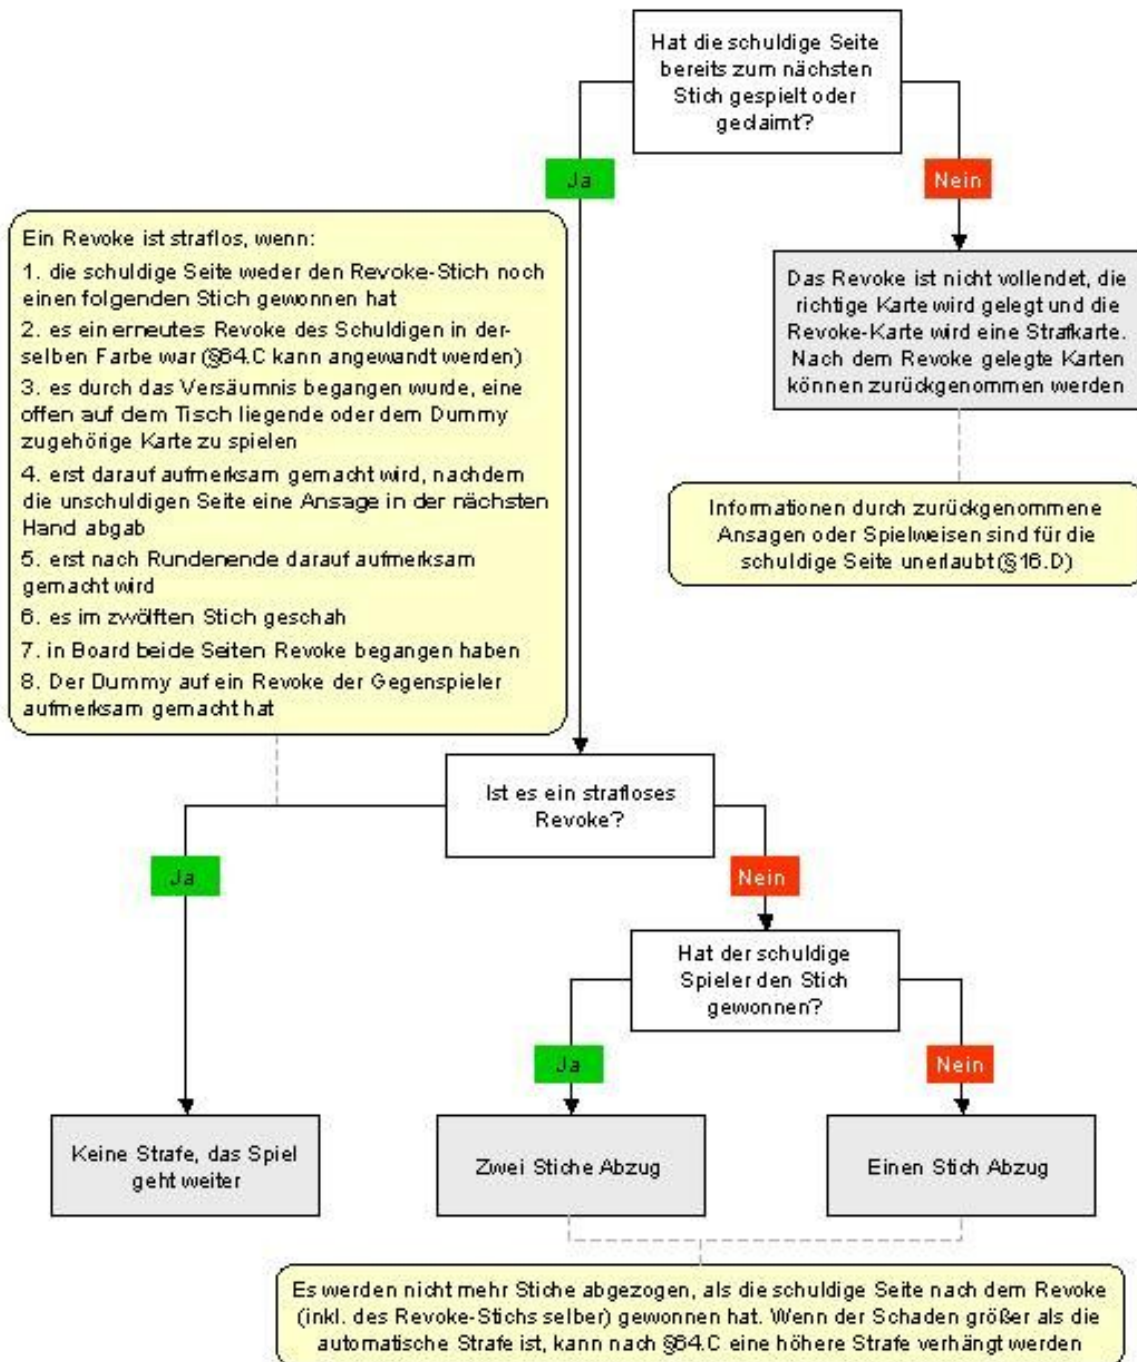 Hat die schuldige Seite
bereits zum nächsten
Stich gespielt oder
geclaimt?
Ja
Nein
Ein Revoke ist straflos, wenn:
1. die schuldige Seite weder den Revoke-Stich noch
einen folgenden Stich gewonnen hat
2. es ein erneutes Revoke des Schuldigen in der-
selben Farbe war (§64.C kann angewandt werden)
3. es durch das Versäumnis begangen wurde, eine
offen auf dem Tisch liegende oder dem Dummy
zugehörige Karte zu spielen
4. erst darauf aufmerksam gemacht wird, nachdem
die unschuldigen Seite eine Ansage in der nächsten
Hand abgab
5. erst nach Rundenende darauf aufmerksam
gemacht wird
6. es im zwölften Stich geschah
7. in Board beide Seiten Revoke begangen haben
8. Der Dummy auf ein Revoke der Gegenspieler
aufmerksam gemacht hat
Das Revoke ist nicht vollendet, die
richtige Karte wird gelegt und die
Revoke-Karte wird eine Strafkarte.
Nach dem Revoke gelegte Karten
können zurückgenommen werden
Informationen durch zurückgenommene
Ansagen oder Spielweisen sind für die
schuldige Seite unerlaubt (§16.D)
Ist es ein strafloses
Revoke?
Ja
Nein
Hat der schuldige
Spieler den Stich
gewonnen?
Ja
Nein
Keine Strafe, das Spiel
geht weiter
Zwei Stiche Abzug
Einen Stich Abzug
Es werden nicht mehr Stiche abgezogen, als die schuldige Seite nach dem Revoke
(inkl. des Revoke-Stichs selber) gewonnen hat. Wenn der Schaden größer als die
automatische Strafe ist, kann nach §64.C eine höhere Strafe verhängt werden